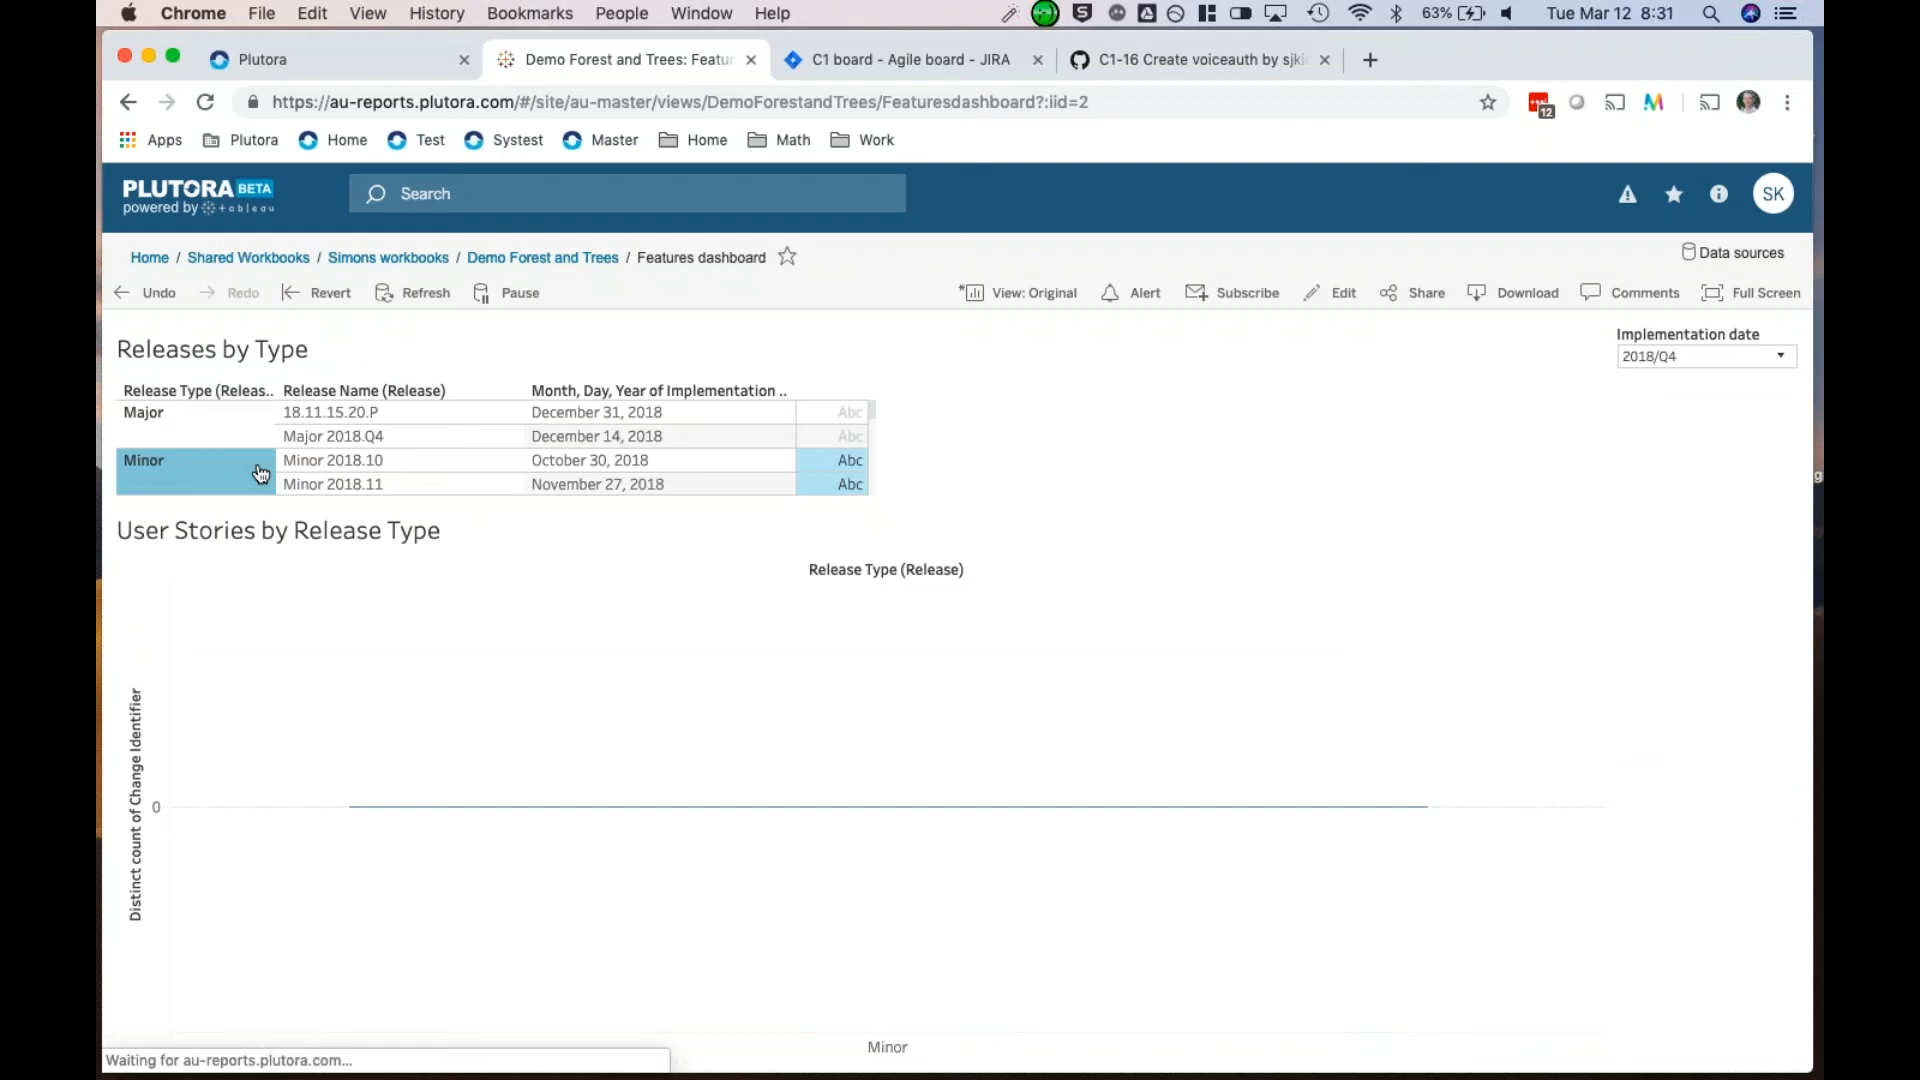 Chrome File Edit View History Bookmarks People Window Help 63% Tue Mar 12 8:31
Plutora Demo Forest and Trees: Featu C1 board - Agile board - JIRA C1-16 Create voiceauth by sjki
https://au-reports.plutora.com/#/site/au-master/views/DemoForestandTrees/Featuresdashboard?:iid=2 12
Apps Plutora Home Test Systest Master Home Math Work
PLUTORA BETA Search SK
powered by +ableau
Home / Shared Workbooks / Simons workbooks / Demo Forest and Trees / Features dashboard Data sources
Undo Redo Revert Refresh Pause View: Original Alert Subscribe Edit Share Download Comments Full Screen
Implementation date
Releases by Type
2018/Q4
Release Type (Releas.. Release Name (Release) Month, Day, Year of Implementation ..
Major 18.11.15.20.P December 31, 2018 Abc
Major 2018.Q4 December 14, 2018 Abc
Minor Minor 2018.10 October 30, 2018 Abc
g
Minor 2018.11 November 27, 2018 Abc
User Stories by Release Type
Release Type (Release)
Distinct count of Change Identifier
0
Minor
Waiting for au-reports.plutora.com...